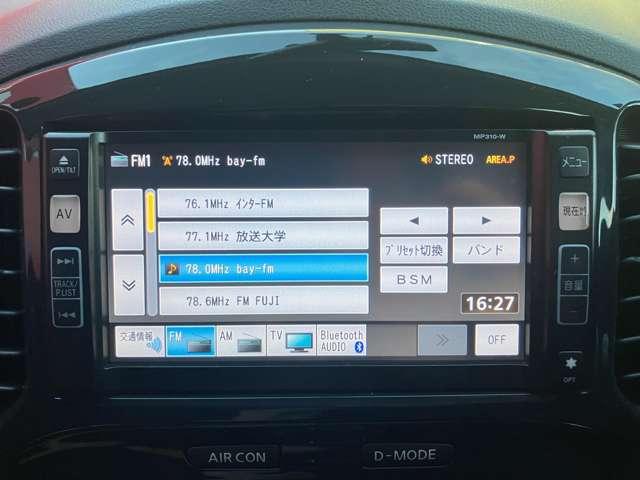 MP310-W
OPEN/TILT
AV
TRACK/
P.LIST
FM1 78.0MHz bay-fm
STEREO AREA.P
76.1MHz インターFM
77.1MHz 放送大学
78.0MHz bay-fm
78.6MHz FM FUJI
プリセット切換
バンド
BSM
16:27
交通情報
FM
AM
TV
Bluetooth
AUDIO
OFF
メニュー
現在地
+
音量
-
OPT
AIR CON
D-MODE